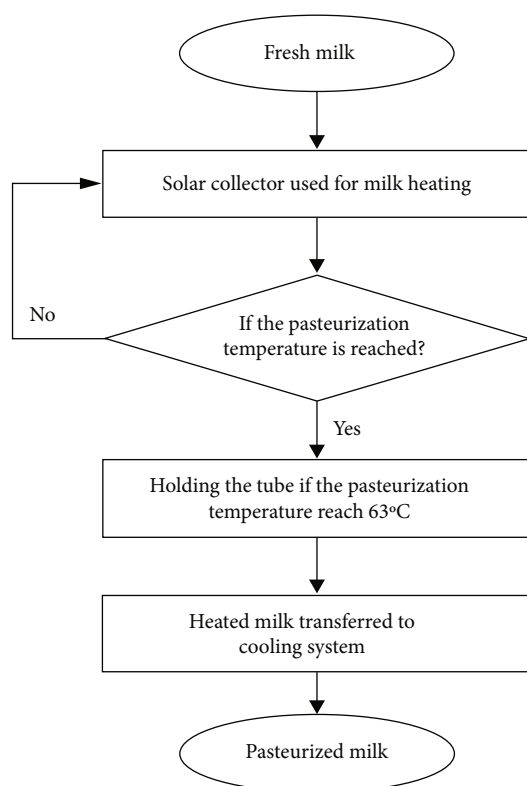 Fresh milk
Solar collector used for milk heating
No
If the pasteurization
temperature is reached?
Yes
Holding the tube if the pasteurization
temperature reach 63ºC
Heated milk transferred to
cooling system
Pasteurized milk